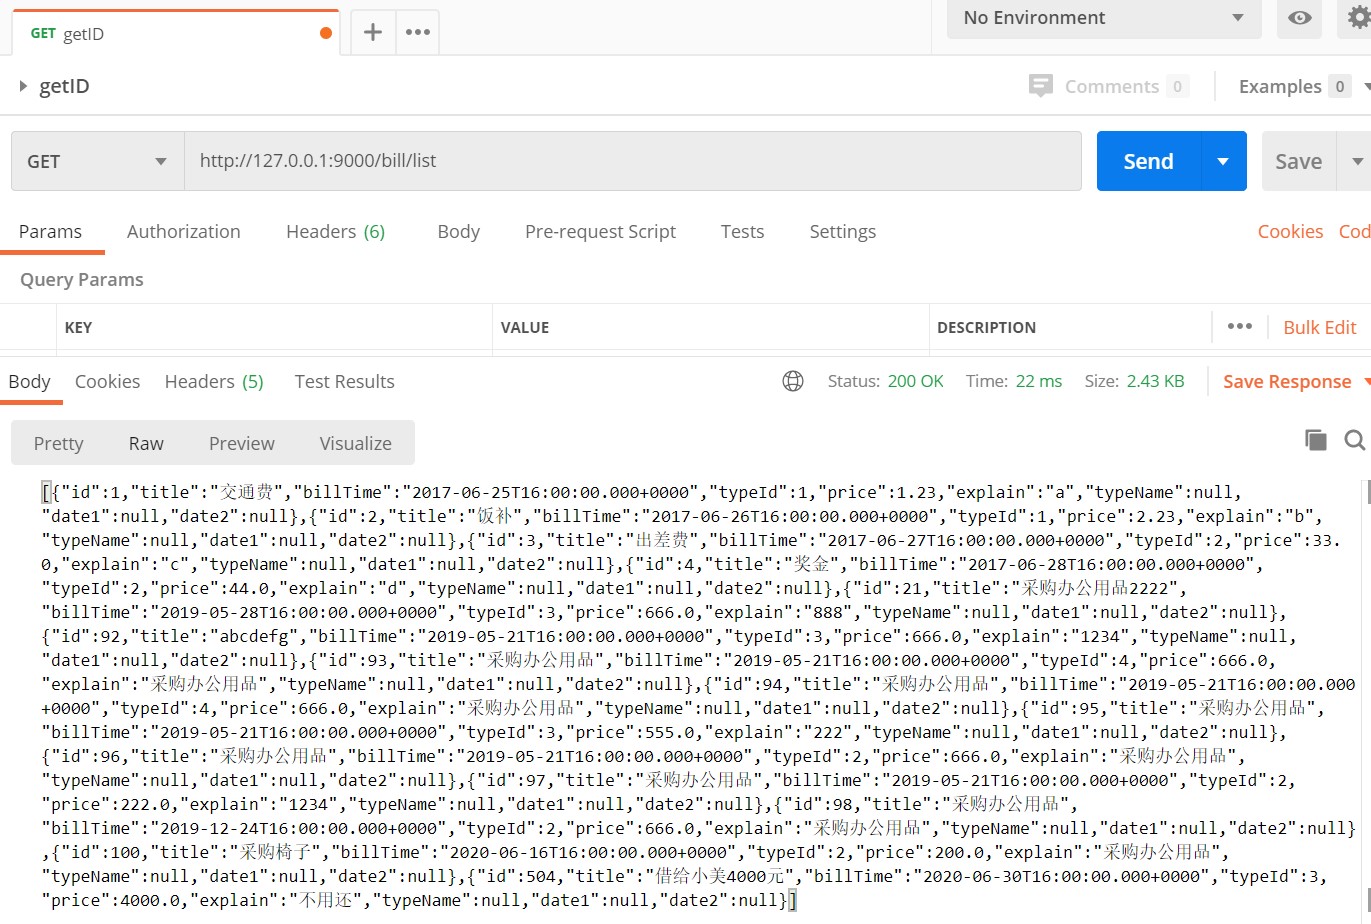 GET getID
No Environment
getID
Comments 0
Examples 0
GET
http://127.0.0.1:9000/bill/list
Send
Save
Params Authorization Headers (6) Body Pre-request Script Tests Settings Cookies Cod
Query Params
KEY VALUE DESCRIPTION Bulk Edit
Body Cookies Headers (5) Test Results Status: 200 OK Time: 22 ms Size: 2.43 KB Save Response
Pretty Raw Preview Visualize
[{"id":1,"title":"交通费","billTime":"2017-06-25T16:00:00.000+0000","typeId":1,"price":1.23,"explain":"a","typeName":null,
"date1":null,"date2":null},{"id":2,"title":"饭补","billTime":"2017-06-26T16:00:00.000+0000","typeId":1,"price":2.23,"explain":"b",
"typeName":null,"date1":null,"date2":null},{"id":3,"title":"出差费","billTime":"2017-06-27T16:00:00.000+0000","typeId":2,"price":33.
0,"explain":"c","typeName":null,"date1":null,"date2":null},{"id":4,"title":"奖金","billTime":"2017-06-28T16:00:00.000+0000",
"typeId":2,"price":44.0,"explain":"d","typeName":null,"date1":null,"date2":null},{"id":21,"title":"采购办公用品2222",
"billTime":"2019-05-28T16:00:00.000+0000","typeId":3,"price":666.0,"explain":"888","typeName":null,"date1":null,"date2":null},
{"id":92,"title":"abcdefg","billTime":"2019-05-21T16:00:00.000+0000","typeId":3,"price":666.0,"explain":"1234","typeName":null,
"date1":null,"date2":null},{"id":93,"title":"采购办公用品","billTime":"2019-05-21T16:00:00.000+0000","typeId":4,"price":666.0,
"explain":"采购办公用品","typeName":null,"date1":null,"date2":null},{"id":94,"title":"采购办公用品","billTime":"2019-05-21T16:00:00.000
+0000","typeId":4,"price":666.0,"explain":"采购办公用品","typeName":null,"date1":null,"date2":null},{"id":95,"title":"采购办公用品",
"billTime":"2019-05-21T16:00:00.000+0000","typeId":3,"price":555.0,"explain":"222","typeName":null,"date1":null,"date2":null},
{"id":96,"title":"采购办公用品","billTime":"2019-05-21T16:00:00.000+0000","typeId":2,"price":666.0,"explain":"采购办公用品",
"typeName":null,"date1":null,"date2":null},{"id":97,"title":"采购办公用品","billTime":"2019-05-21T16:00:00.000+0000","typeId":2,
"price":222.0,"explain":"1234","typeName":null,"date1":null,"date2":null},{"id":98,"title":"采购办公用品",
"billTime":"2019-12-24T16:00:00.000+0000","typeId":2,"price":666.0,"explain":"采购办公用品","typeName":null,"date1":null,"date2":null}
,{"id":100,"title":"采购椅子","billTime":"2020-06-16T16:00:00.000+0000","typeId":2,"price":200.0,"explain":"采购办公用品",
"typeName":null,"date1":null,"date2":null},{"id":504,"title":"借给小美4000元","billTime":"2020-06-30T16:00:00.000+0000","typeId":3,
"price":4000.0,"explain":"不用还","typeName":null,"date1":null,"date2":null}]